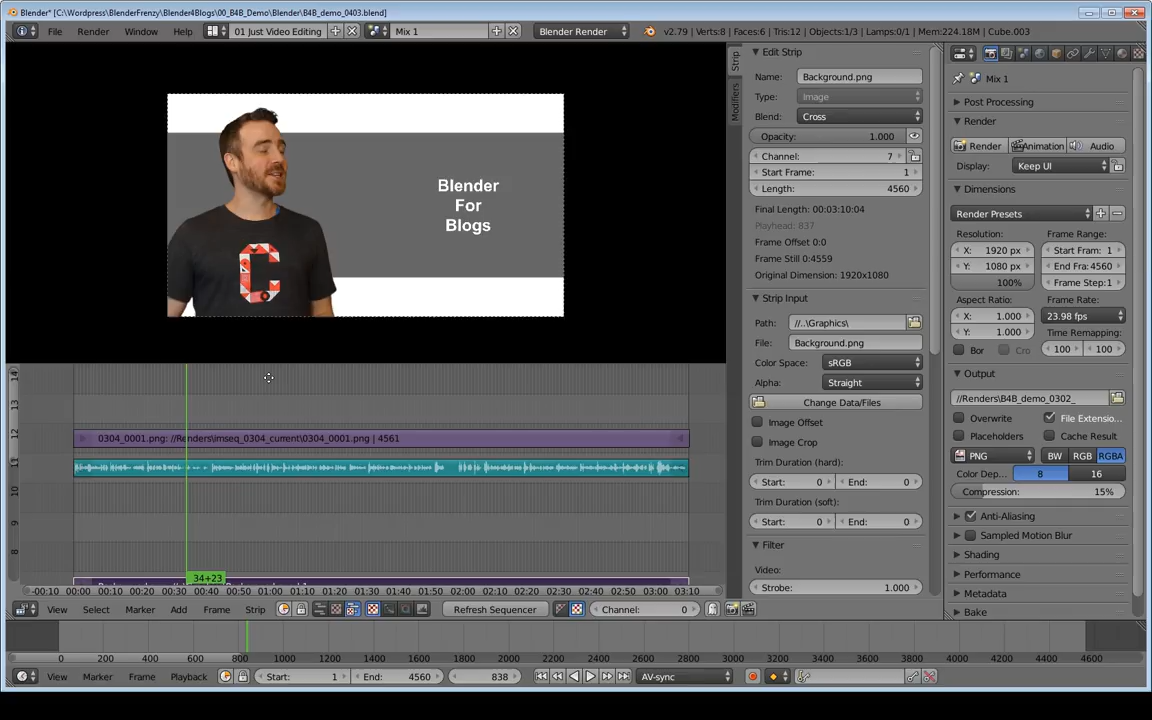 Blender* [C:\Wordpress\BlenderFrenzy\Blender4Blogs\00_B4B_Demo\Blender\B4B_demo_0403.blend]
File Render Window Help 01 Just Video Editing Mix 1 Blender Render v2.79 | Verts:8 | Faces:6 | Tris:12 | Objects:1/3 | Lamps:0/1 | Mem:224.18M | Cube.003
Blender
For
Blogs
C
14
13
12
11
10
9
8
0304_0001.png: //Renders\Imseq_0304_current\0304_0001.png | 4561
34+23
-00:10 00:00 00:10 00:20 00:30 00:40 00:50 01:00 01:10 01:20 01:30 01:40 01:50 02:00 02:10 02:20 02:30 02:40 02:50 03:00 03:10
View Select Marker Add Frame Strip Refresh Sequencer Channel: 0
0 200 400 600 800 1000 1200 1400 1600 1800 2000 2200 2400 2600 2800 3000 3200 3400 3600 3800 4000 4200 4400 4600
View Marker Frame Playback Start: 1 End: 4560 838 AV-sync
Strip
Modifiers
Edit Strip
Name: Background.png
Type: Image
Blend: Cross
Opacity: 1.000
Channel: 7
Start Frame: 1
Length: 4560
Final Length: 00:03:10:04
Playhead: 837
Frame Offset 0:0
Frame Still 0:4559
Original Dimension: 1920x1080
Strip Input
Path: //..\Graphics\
File: Background.png
Color Space: sRGB
Alpha: Straight
Change Data/Files
Image Offset
Image Crop
Trim Duration (hard):
Start: 0 End: 0
Trim Duration (soft):
Start: 0 End: 0
Filter
Video:
Strobe: 1.000
Mix 1
Post Processing
Render
Render Animation Audio
Display: Keep UI
Dimensions
Render Presets
Resolution: Frame Range:
X: 1920 px Start Fram: 1
Y: 1080 px End Fra:4560
100% Frame Step:1
Aspect Ratio: Frame Rate:
X: 1.000 23.98 fps
Y: 1.000 Time Remapping:
Bor Cro 100 100
Output
//Renders\B4B_demo_0302_
Overwrite File Extensio...
Placeholders Cache Result
PNG BW RGB RGBA
Color Dep... 8 16
Compression: 15%
Anti-Aliasing
Sampled Motion Blur
Shading
Performance
Metadata
Bake